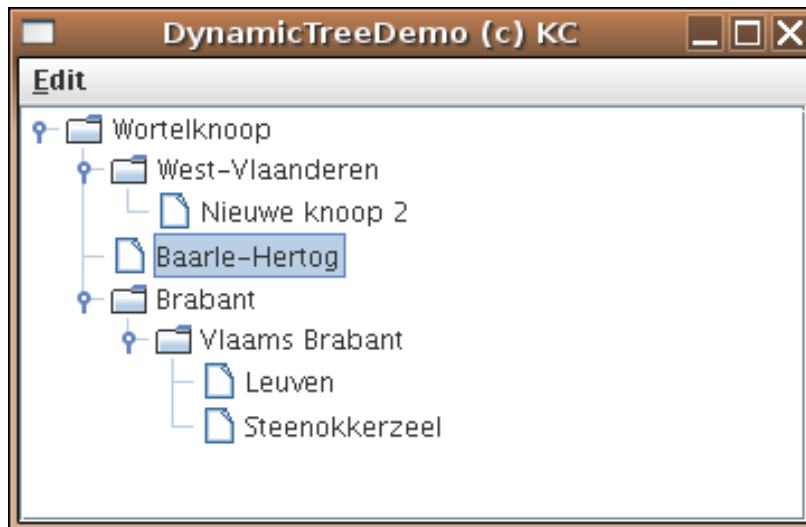 DynamicTreeDemo (c) KC
Edit
Wortelknoop
West-Vlaanderen
Nieuwe knoop 2
Baarle-Hertog
Brabant
Vlaams Brabant
Leuven
Steenokkerzeel